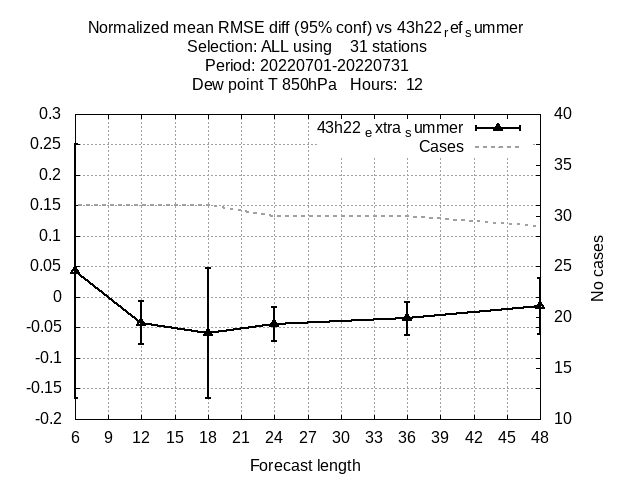 Normalized mean RMSE diff (95% conf) vs 43h22refsummer
Selection: ALL using 31 stations
Period: 20220701-20220731
Dew point T 850hPa Hours: 12
43h22extrasummer
Cases
0.3
0.25
0.2
0.15
0.1
0.05
0
-0.05
-0.1
-0.15
-0.2
40
35
30
25
20
15
10
No cases
6 9 12 15 18 21 24 27 30 33 36 39 42 45 48
Forecast length